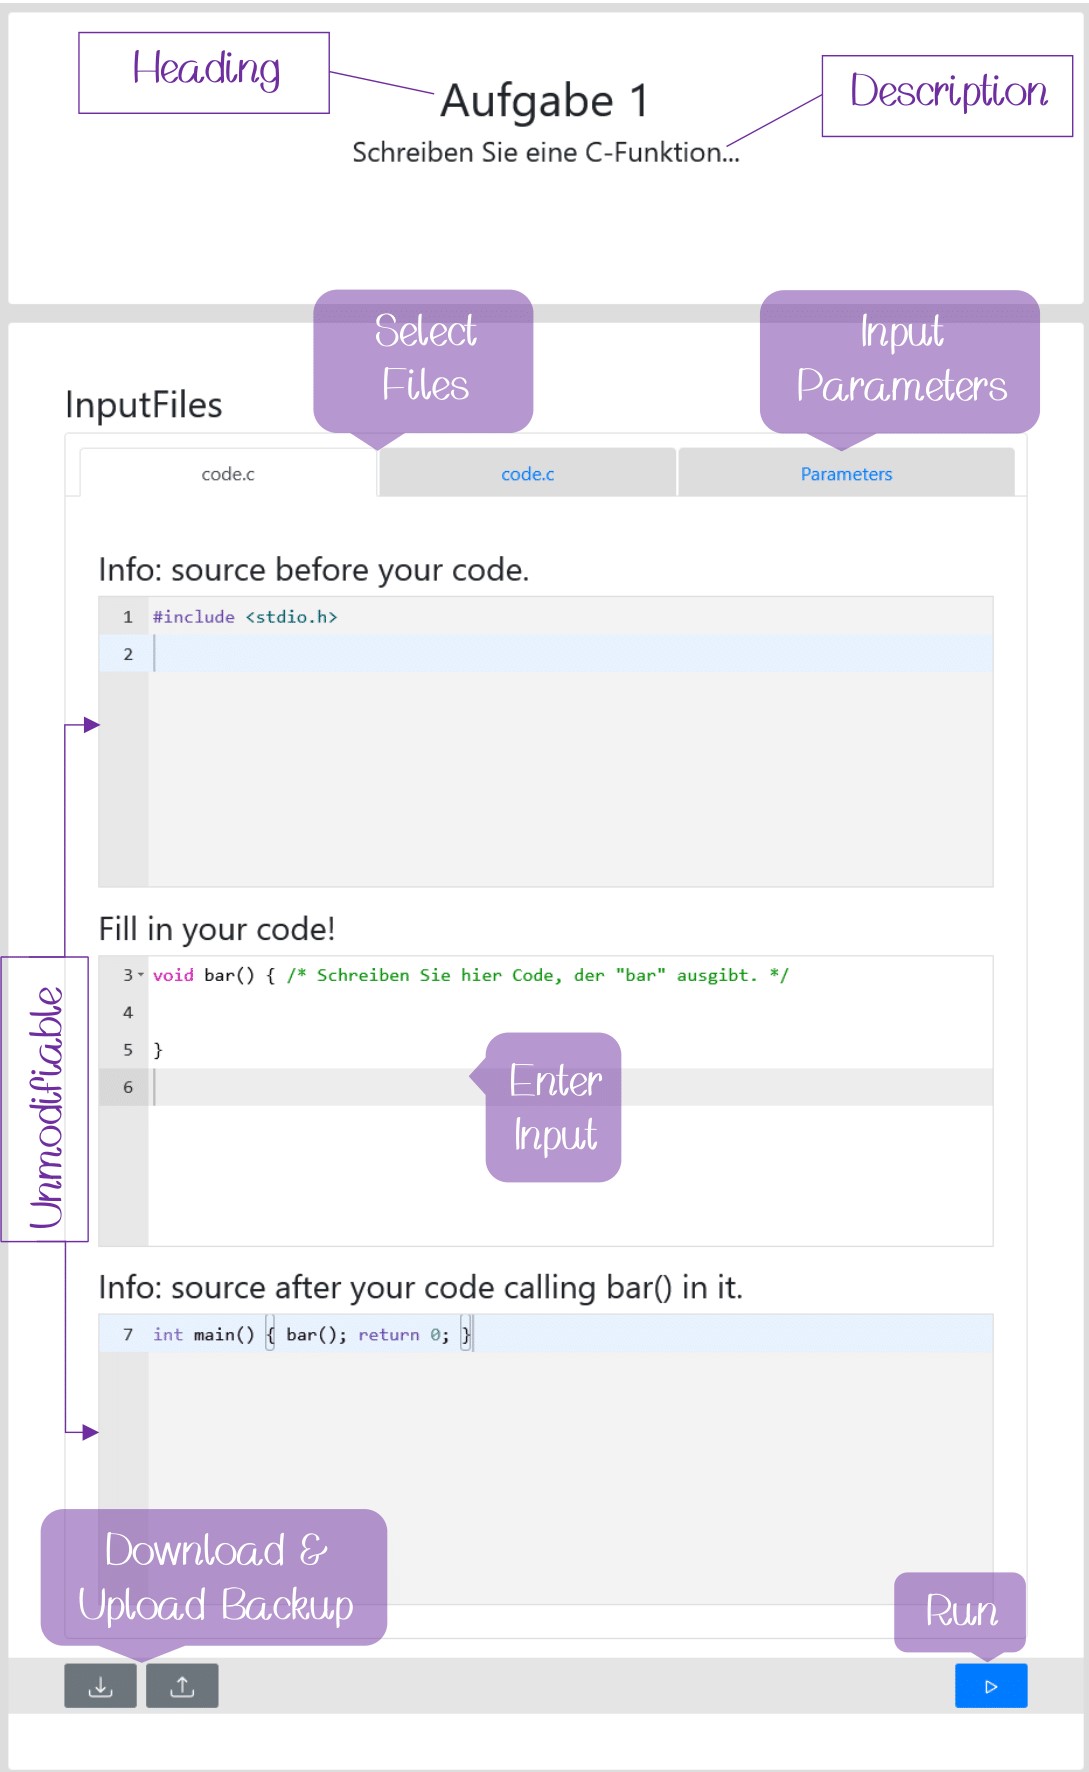 Heading
Aufgabe 1
Description
Schreiben Sie eine C-Funktion...
Select
Files
Input
Parameters
InputFiles
code.c
code.c
Parameters
Info: source before your code.
1 #include <stdio.h>
2
Fill in your code!
3 void bar() { /* Schreiben Sie hier Code, der "bar" ausgibt. */
4
5 }
6
Enter
Input
Unmodifiable
Info: source after your code calling bar() in it.
7 int main() { bar(); return 0; }
Download &
Upload Backup
Run